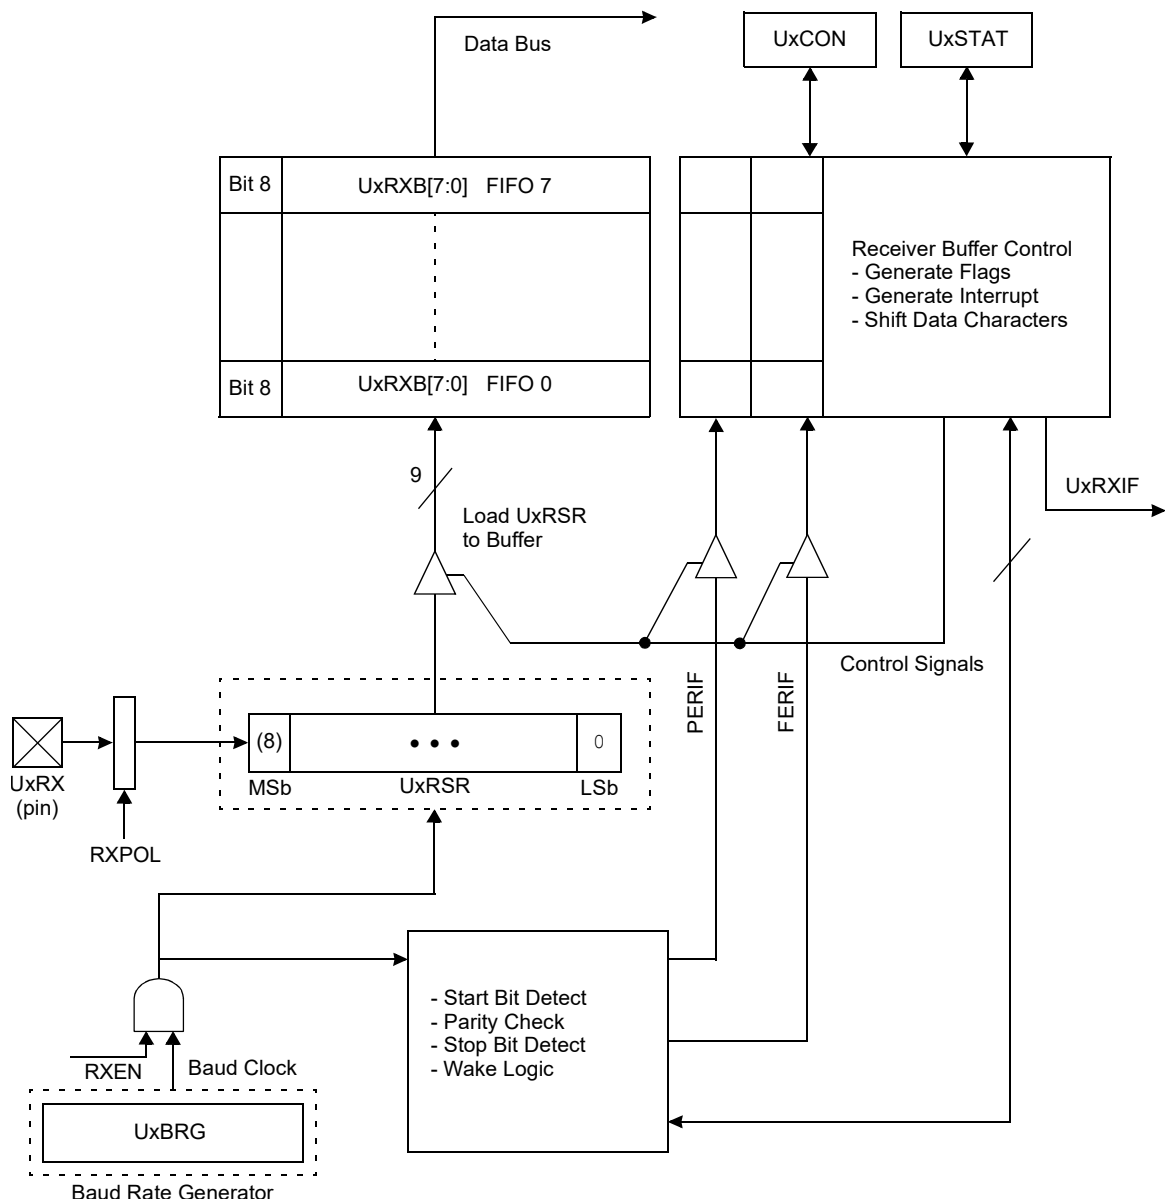 Data Bus
UxCON
UxSTAT
Bit 8
UxRXB[7:0] FIFO 7
Receiver Buffer Control
- Generate Flags
- Generate Interrupt
- Shift Data Characters
Bit 8
UxRXB[7:0] FIFO 0
9
UxRXIF
Load UxRSR
to Buffer
Control Signals
PERIF
FERIF
(8)
• • •
0
UxRX
(pin)
MSb
UxRSR
LSb
RXPOL
- Start Bit Detect
- Parity Check
- Stop Bit Detect
- Wake Logic
RXEN
Baud Clock
UxBRG
Baud Rate Generator